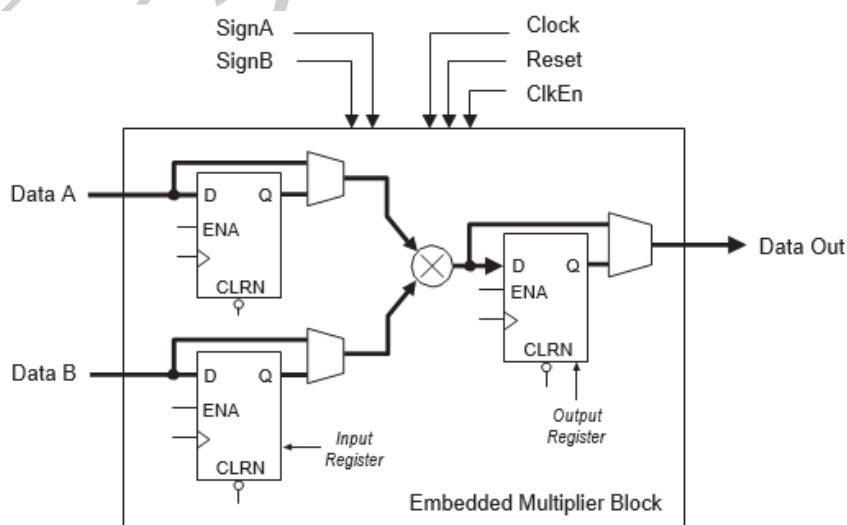 SignA
SignB
Clock
Reset
ClkEn
Data A
D Q
ENA
CLRN
Data B
D Q
ENA
CLRN
Input
Register
D Q
ENA
CLRN
Output
Register
Data Out
Embedded Multiplier Block